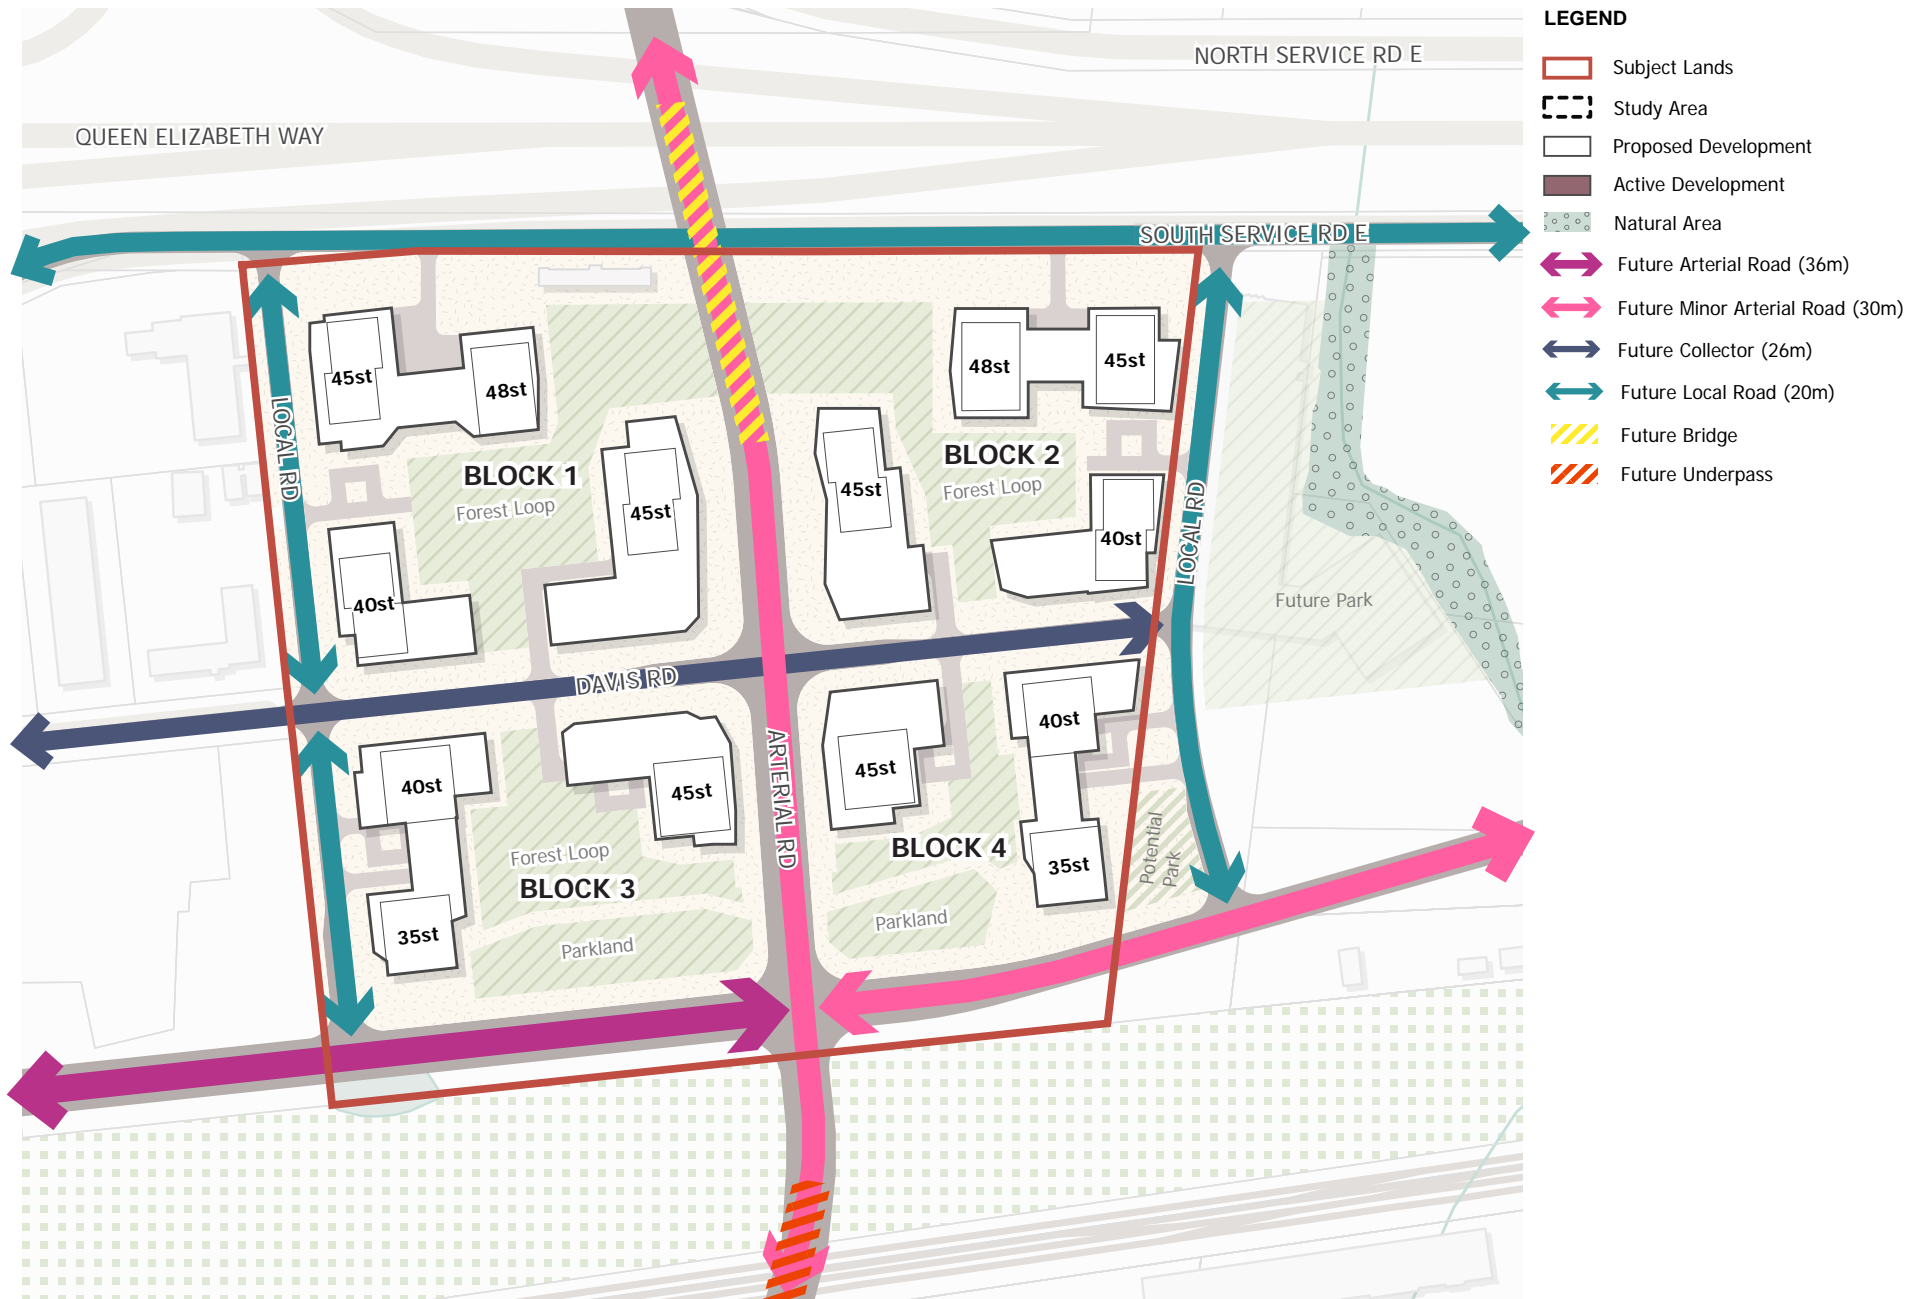 LEGEND
Subject Lands
Study Area
Proposed Development
Active Development
Natural Area
Future Arterial Road (36m)
Future Minor Arterial Road (30m)
Future Collector (26m)
Future Local Road (20m)
Future Bridge
Future Underpass
NORTH SERVICE RD E
QUEEN ELIZABETH WAY
SOUTH SERVICE RD E
45st
48st
48st
45st
LOCAL RD
BLOCK 1
Forest Loop
45st
45st
BLOCK 2
Forest Loop
40st
LOCAL RD
40st
Future Park
DAVIS RD
40st
45st
ARTERIAL RD
45st
40st
Forest Loop
BLOCK 3
BLOCK 4
35st
Potential
Park
35st
Parkland
Parkland